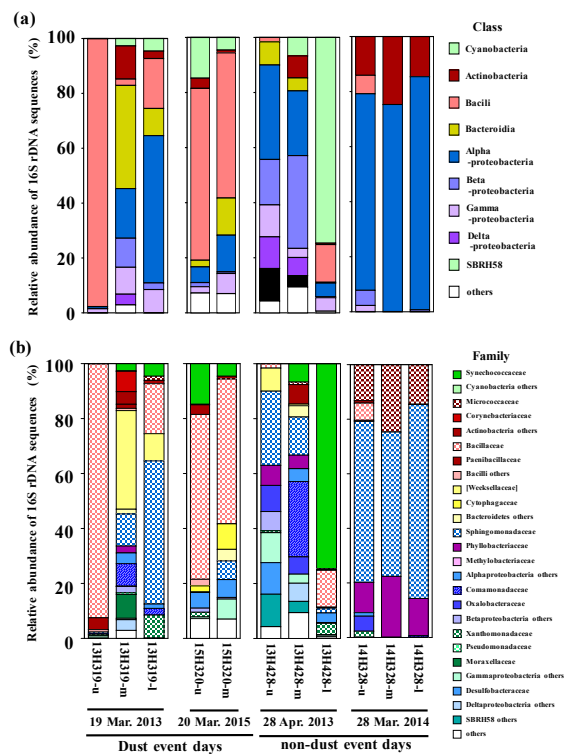 (a)
Relative abundance of 16S rDNA sequences (%)
100
80
60
40
20
0
Class
Cyanobacteria
Actinobacteria
Bacili
Bacteroidia
Alpha
-proteobacteria
Beta
-proteobacteria
Gamma
-proteobacteria
Delta
-proteobacteria
SBRH58
others
(b)
Relative abundance of 16S rDNA sequences (%)
100
80
60
40
20
0
Family
Synechococcaceae
Cyanobacteria others
Micrococcaceae
Corynebacteriaceae
Actinobacteria others
Bacillaceae
Paenibacillaceae
Bacilli others
[Weeksellaceae]
Cytophagaceae
Bacteroidetes others
Sphingomonadaceae
Phyllobacteriaceae
Methylobacteriaceae
Alphaproteobacteria others
Comamonadaceae
Oxalobacteraceae
Betaproteobacteria others
Xanthomonadaceae
Pseudomonadaceae
Moraxellaceae
Gammaproteobacteria others
Desulfobacteraceae
Deltaproteobacteria others
SBRH58 others
others
13H319-u
13H319-m
13H319-l
15H320-u
15H320-m
13H428-u
13H428-m
13H428-l
14H328-u
14H328-m
14H328-l
19 Mar. 2013
20 Mar. 2015
28 Apr. 2013
28 Mar. 2014
Dust event days
non-dust event days